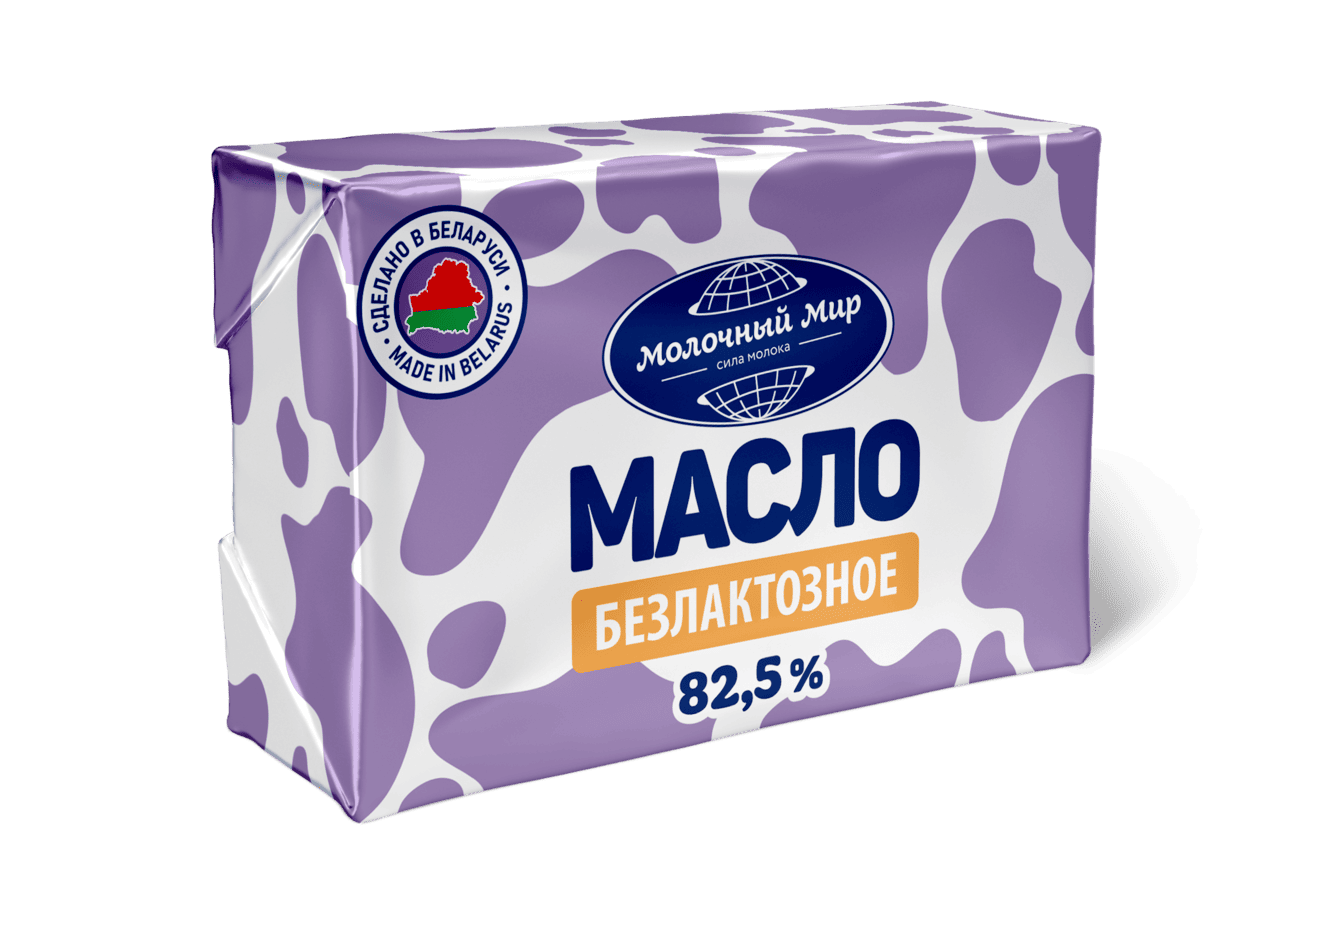 СДЕЛАНО В БЕЛАРУСИ
MADE IN BELARUS
Молочный Мир
сила молока
МАСЛО
БЕЗЛАКТОЗНОЕ
82,5%